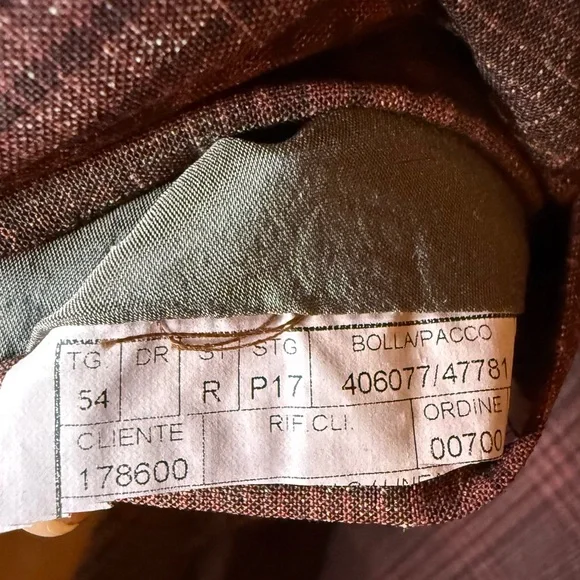 TG DR ST STG BOLLA/PACCO
54 R P17 406077/47781
CLIENTE RIF.CLI. ORDINE
178600 00700